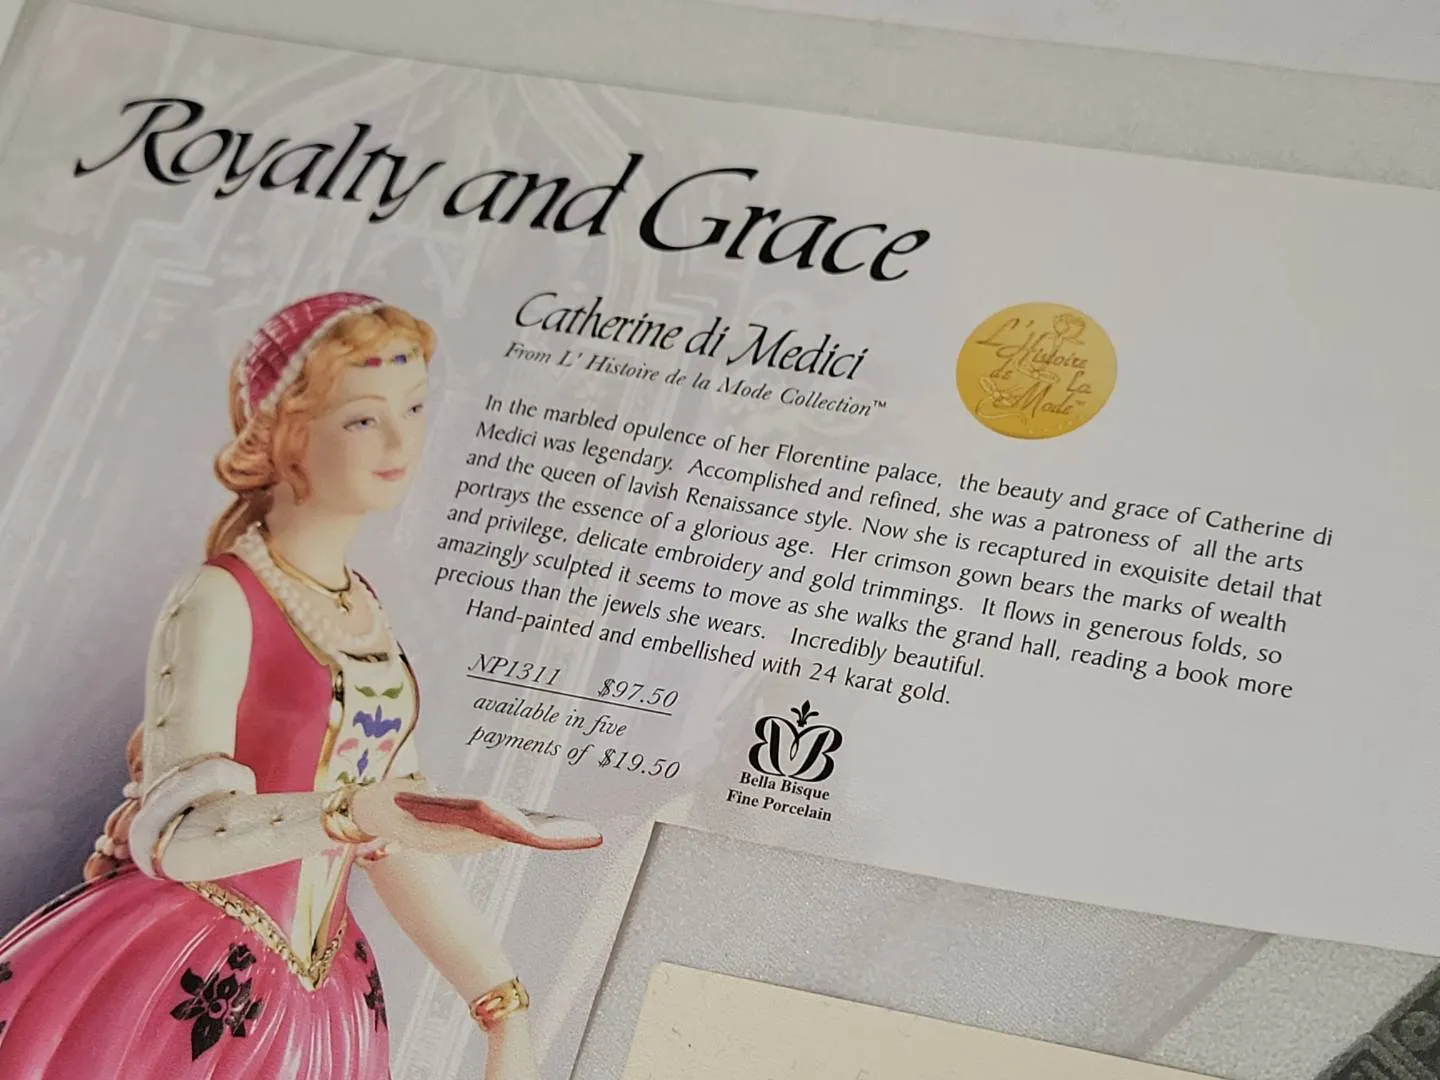 Royalty and Grace
Catherine di Medici
From L' Histoire de la Mode Collection™
L'Histoire
de La
Mode™
In the marbled opulence of her Florentine palace, the beauty and grace of Catherine di
Medici was legendary. Accomplished and refined, she was a patroness of all the arts
and the queen of lavish Renaissance style. Now she is recaptured in exquisite detail that
portrays the essence of a glorious age. Her crimson gown bears the marks of wealth
and privilege, delicate embroidery and gold trimmings. It flows in generous folds, so
amazingly sculpted it seems to move as she walks the grand hall, reading a book more
precious than the jewels she wears. Incredibly beautiful.
Hand-painted and embellished with 24 karat gold.
NP1311 $97.50
available in five
payments of $19.50
BB
Bella Bisque
Fine Porcelain